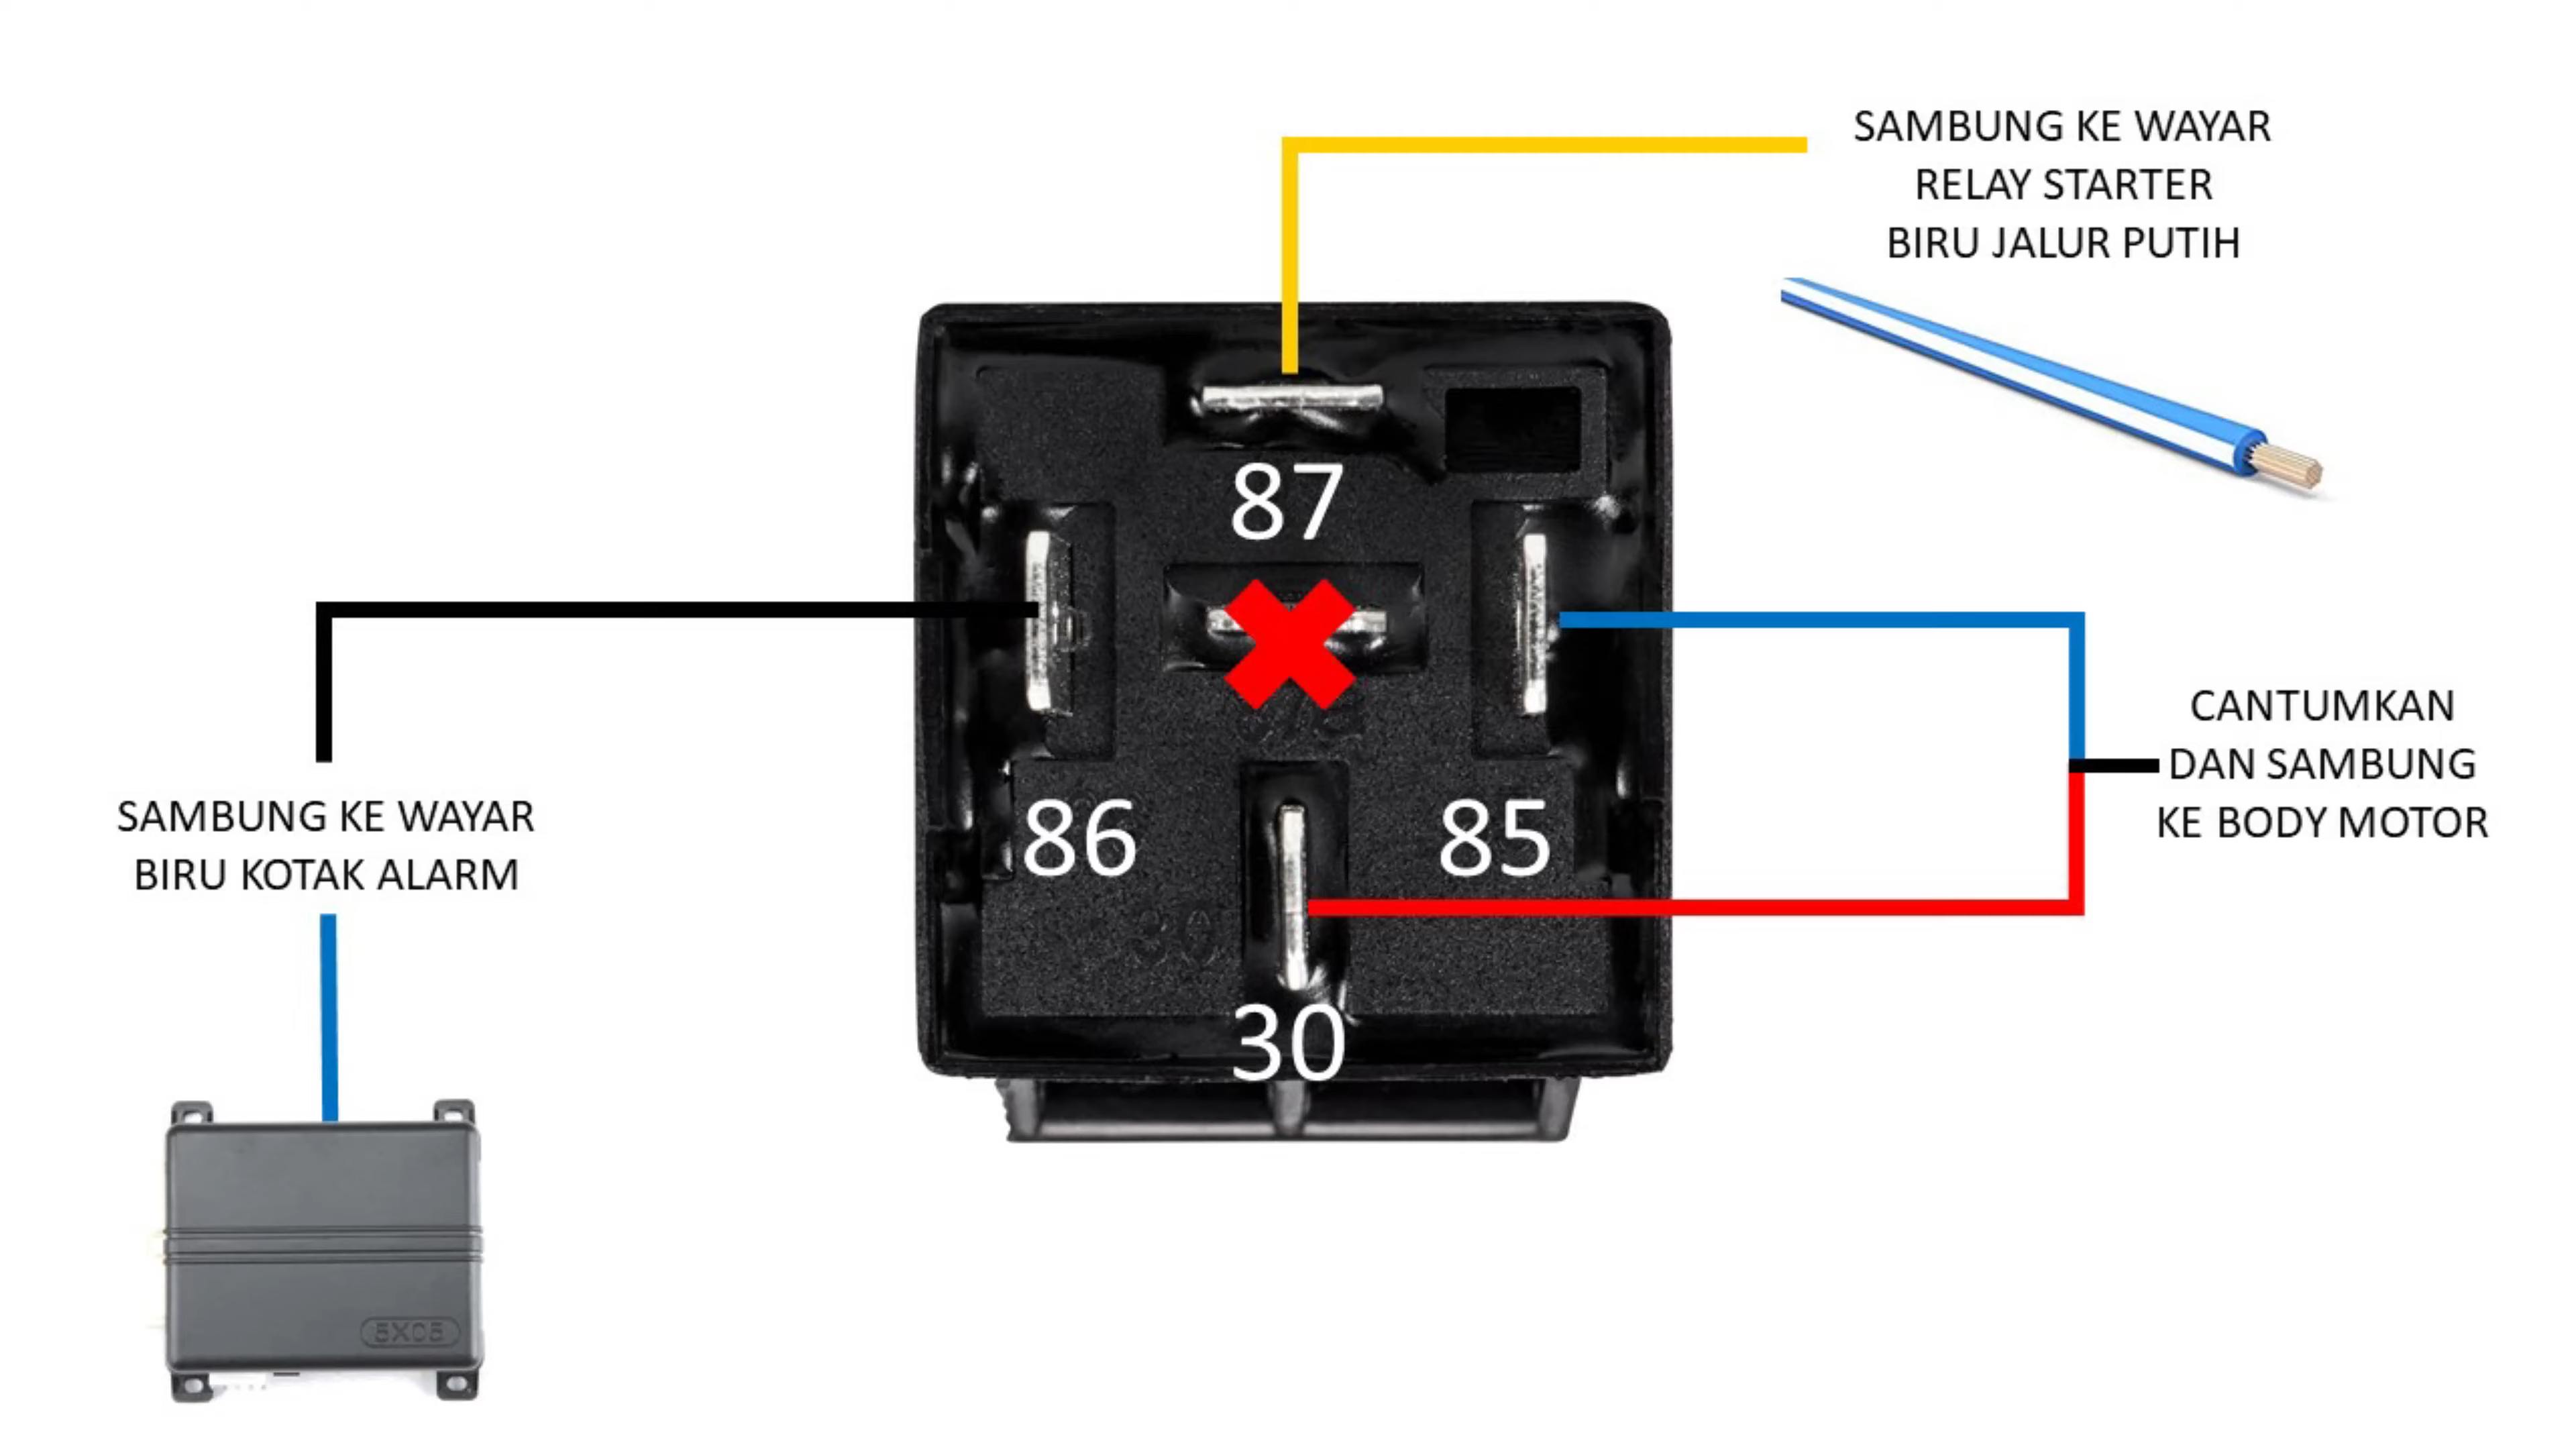 SAMBUNG KE WAYAR
RELAY STARTER
BIRU JALUR PUTIH
87
86
85
30
30
CANTUMKAN
DAN SAMBUNG
KE BODY MOTOR
SAMBUNG KE WAYAR
BIRU KOTAK ALARM